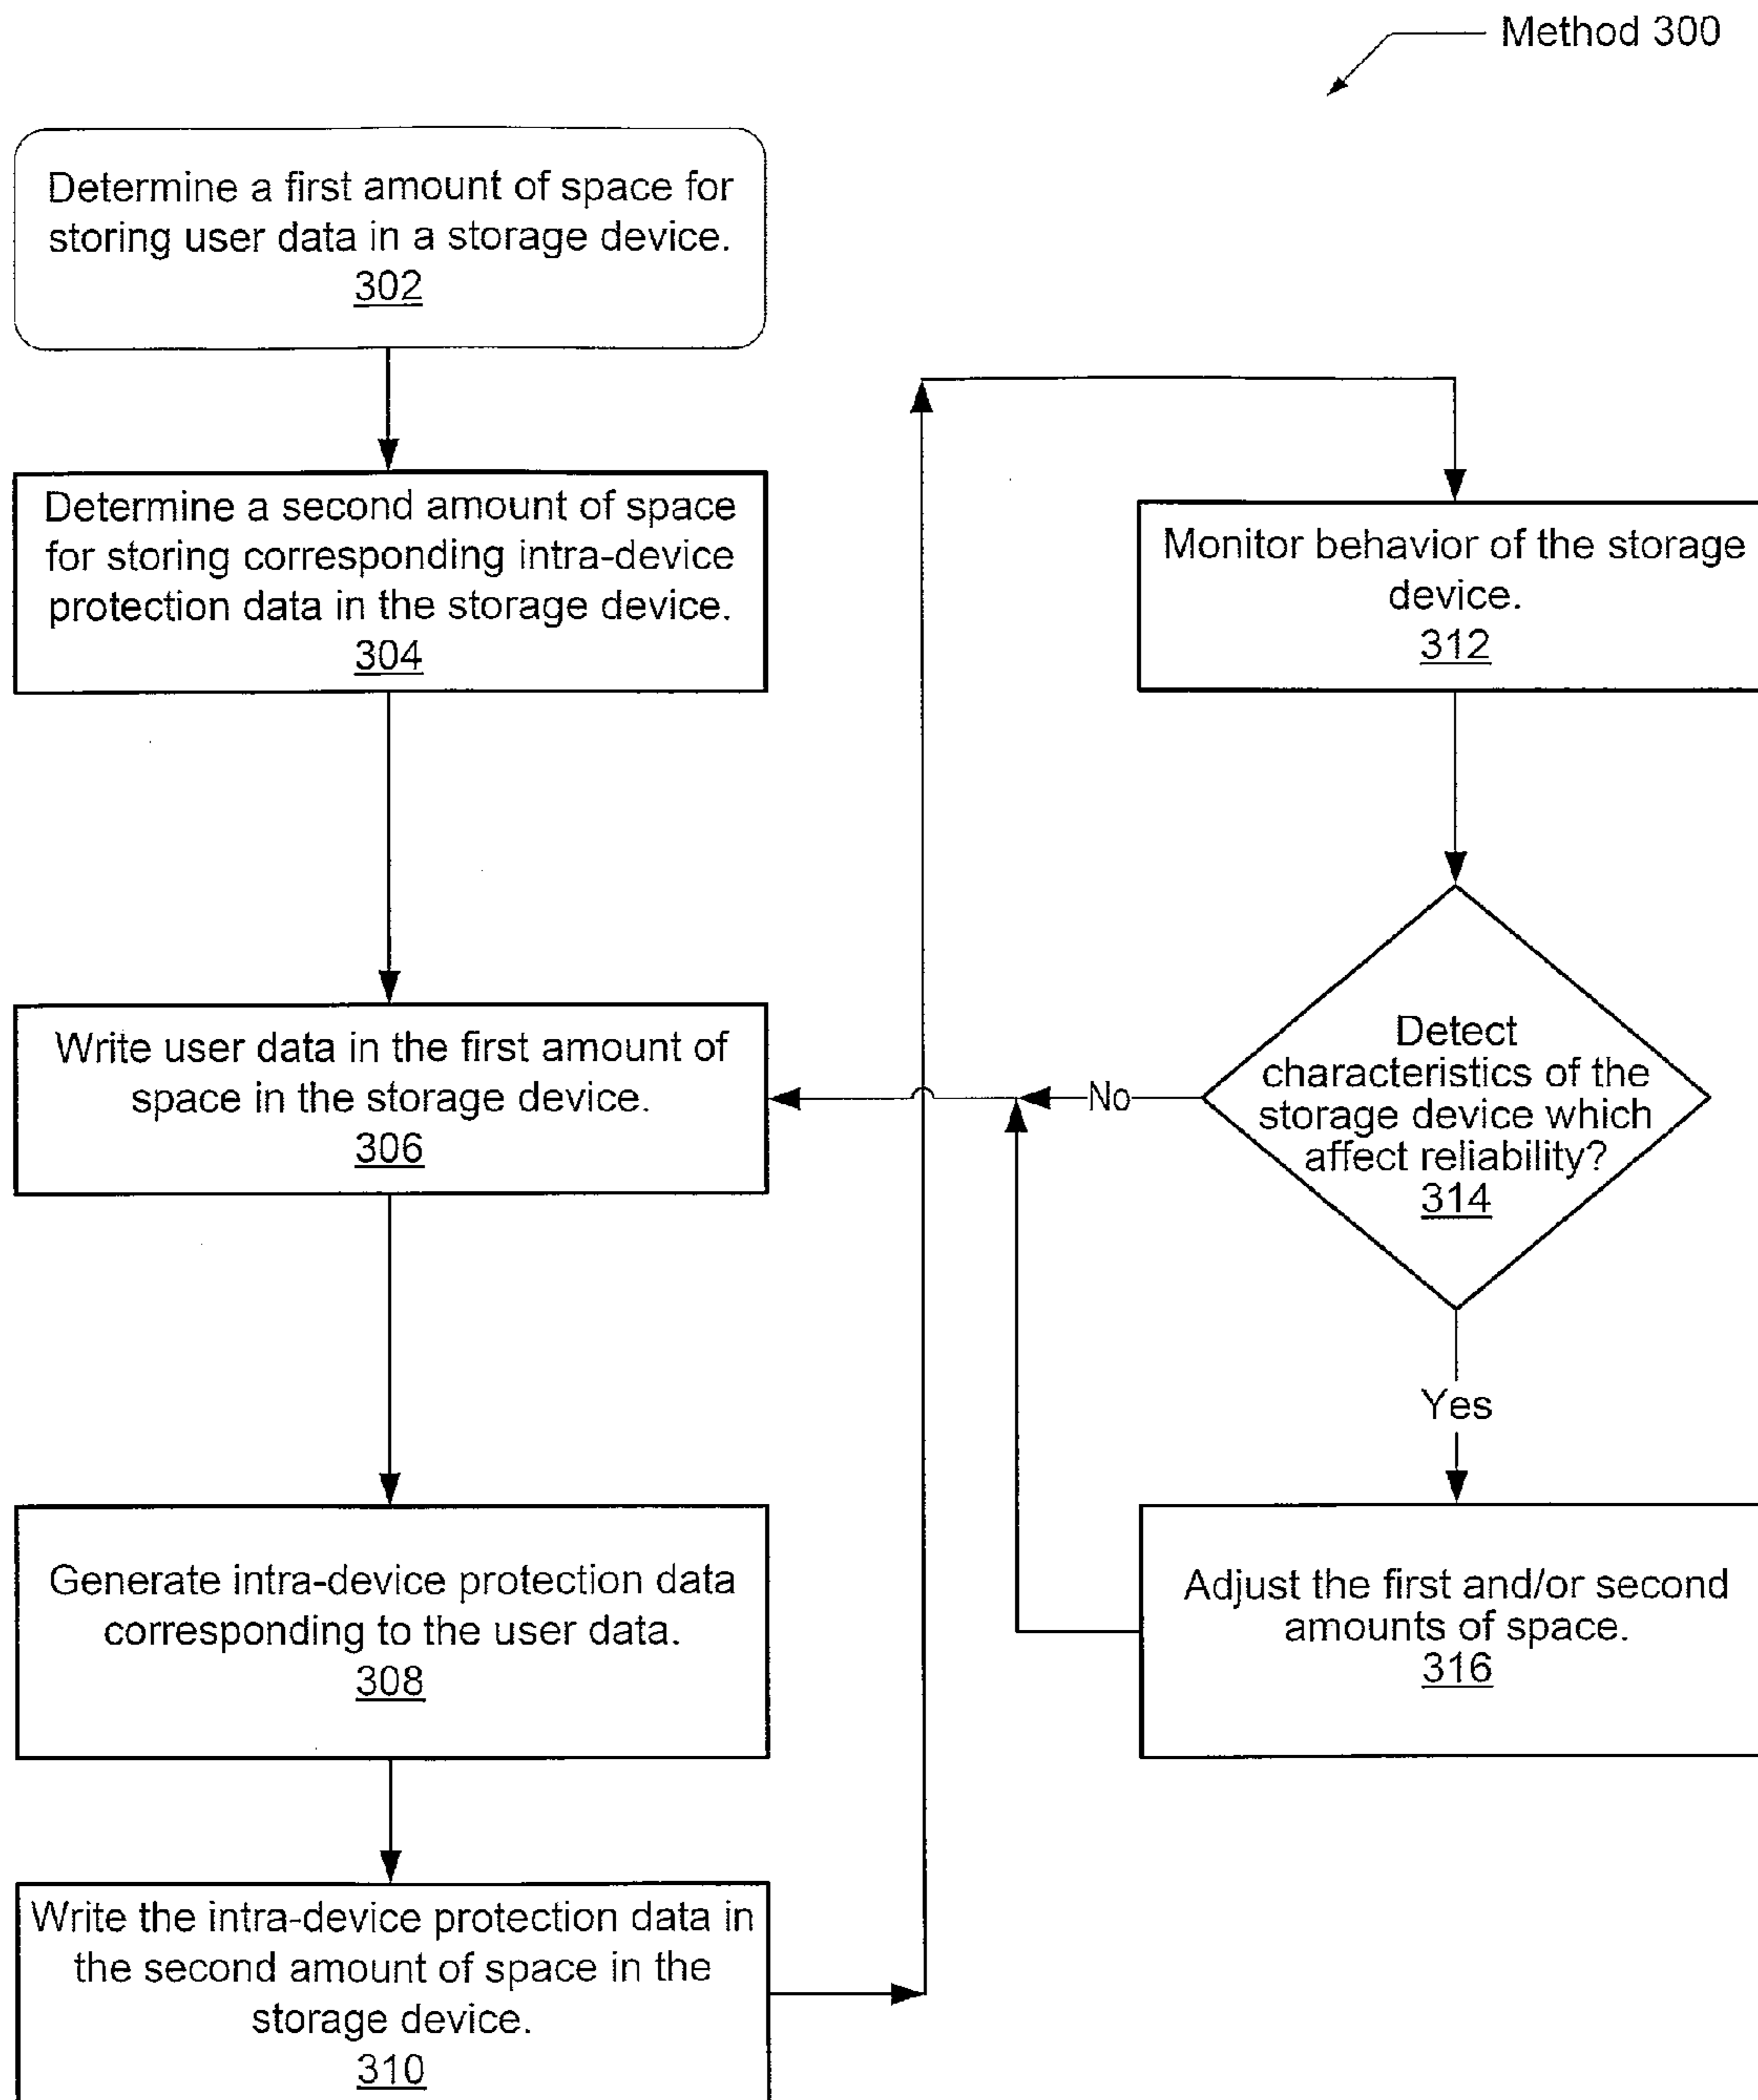 Method 300
Determine a first amount of space for
storing user data in a storage device.
302
Determine a second amount of space
for storing corresponding intra-device
protection data in the storage device.
304
Write user data in the first amount of
space in the storage device.
306
Generate intra-device protection data
corresponding to the user data.
308
Write the intra-device protection data in
the second amount of space in the
storage device.
310
Monitor behavior of the storage
device.
312
Detect
characteristics of the
storage device which
affect reliability?
314
No
Yes
Adjust the first and/or second
amounts of space.
316